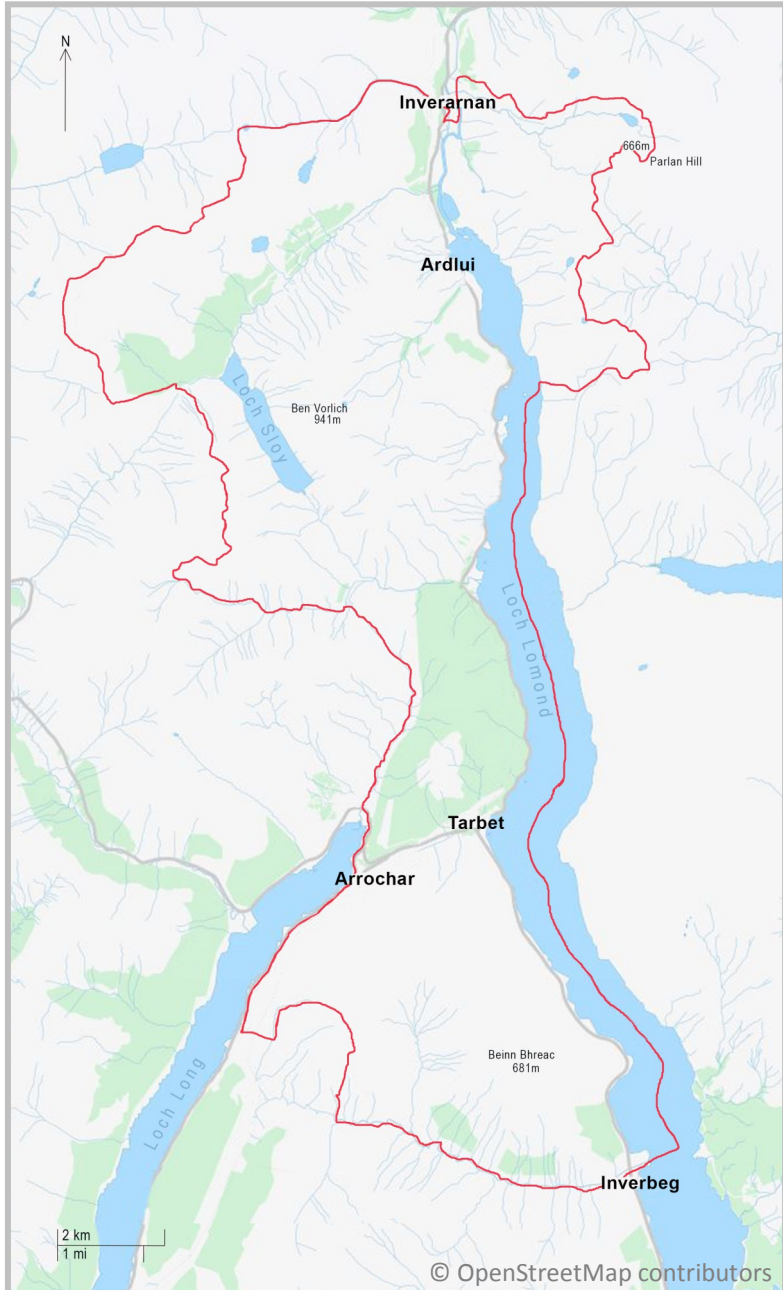 N
Inverarnan
666m
Parlan Hill
Ardlui
Loch Sloy
Ben Vorlich
941m
Loch Lomond
Tarbet
Arrochar
Beinn Bhreac
681m
Loch Long
Inverbeg
2 km
1 mi
© OpenStreetMap contributors